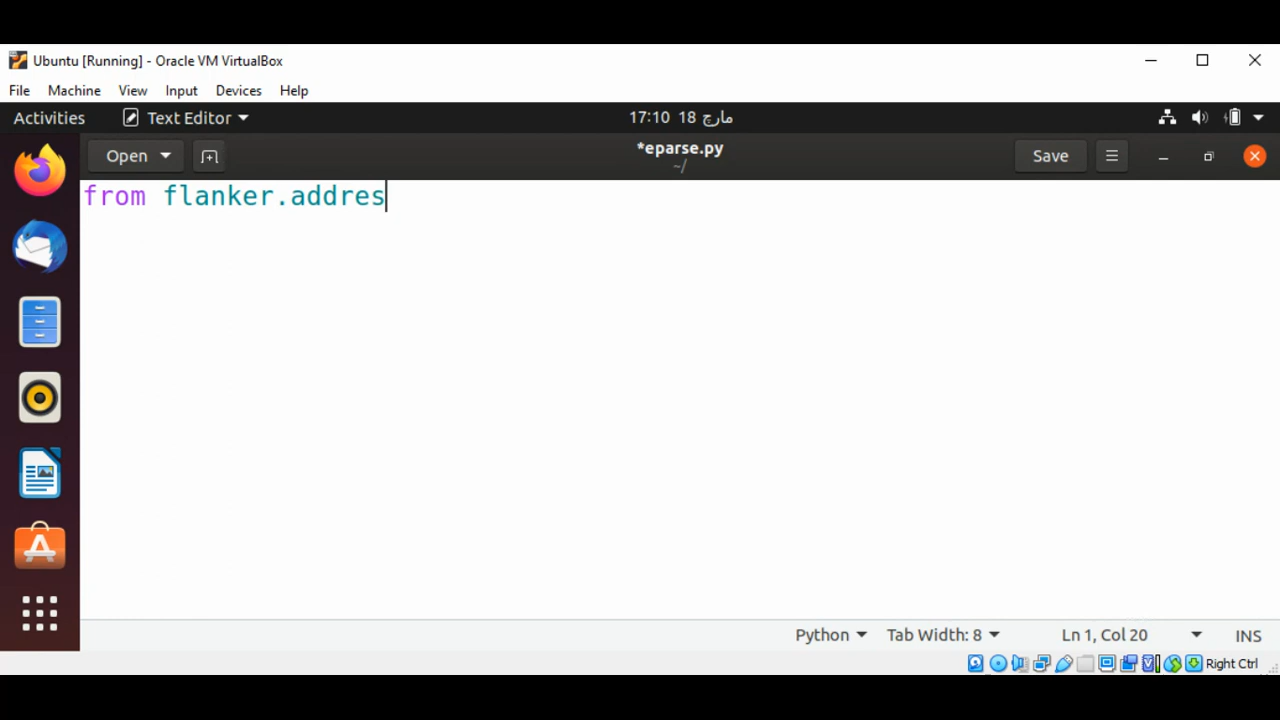 Ubuntu [Running] - Oracle VM VirtualBox
File Machine View Input Devices Help
Activities Text Editor 17:10 18 مارچ
Open *eparse.py Save
~/
from flanker.addres
Python Tab Width: 8 Ln 1, Col 20 INS
Right Ctrl